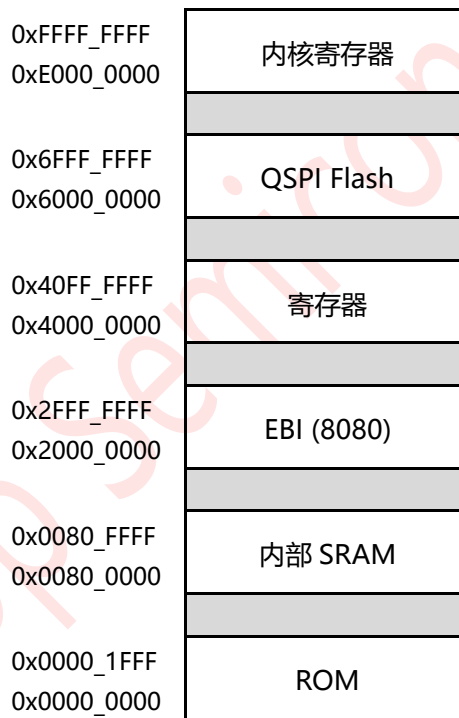 0xFFFF_FFFF
0xE000_0000
内核寄存器
0x6FFF_FFFF
0x6000_0000
QSPI Flash
0x40FF_FFFF
0x4000_0000
寄存器
0x2FFF_FFFF
0x2000_0000
EBI (8080)
0x0080_FFFF
0x0080_0000
内部 SRAM
0x0000_1FFF
0x0000_0000
ROM